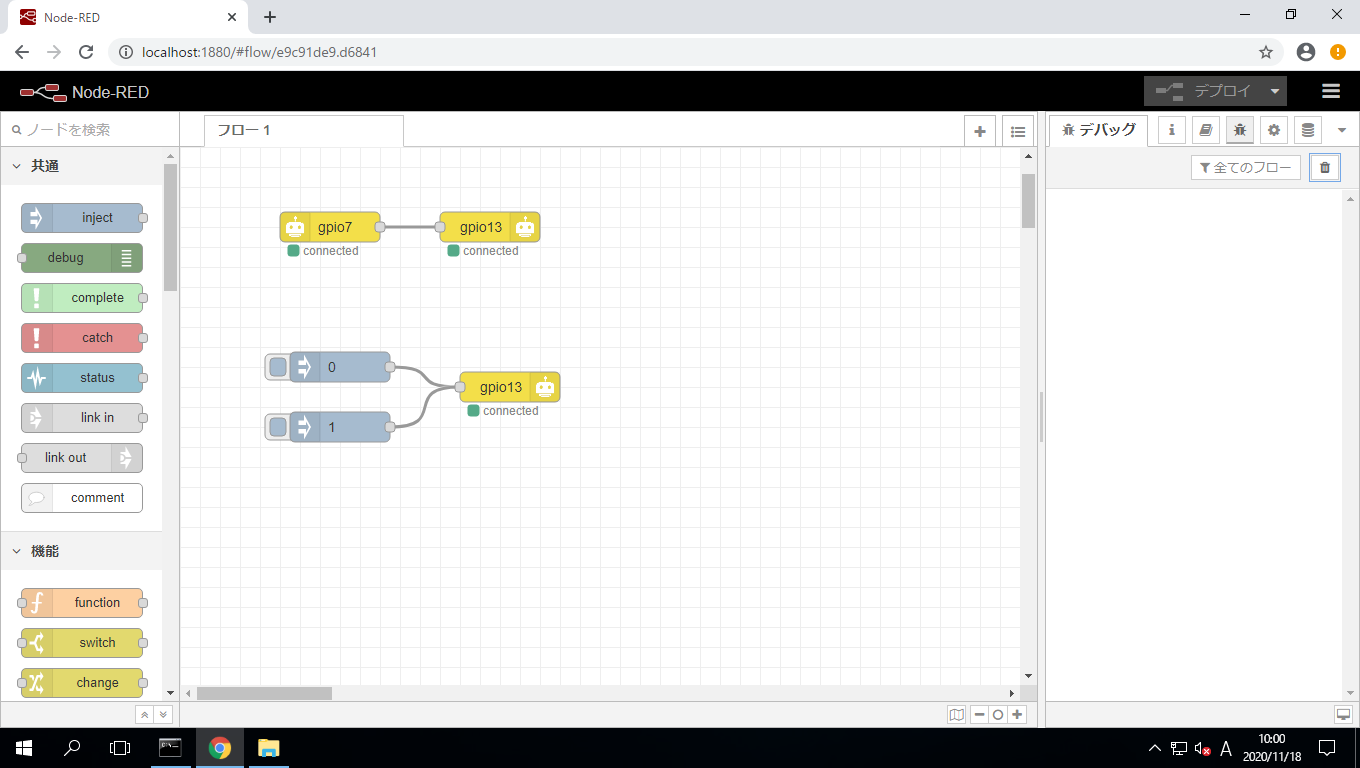 Node-RED
localhost:1880/#flow/e9c91de9.d6841
Node-RED
デプロイ
ノードを検索
フロー 1
デバッグ
全てのフロー
共通
inject
debug
complete
catch
status
link in
link out
comment
機能
function
switch
change
gpio7
connected
gpio13
connected
0
1
gpio13
connected
A
10:00
2020/11/18